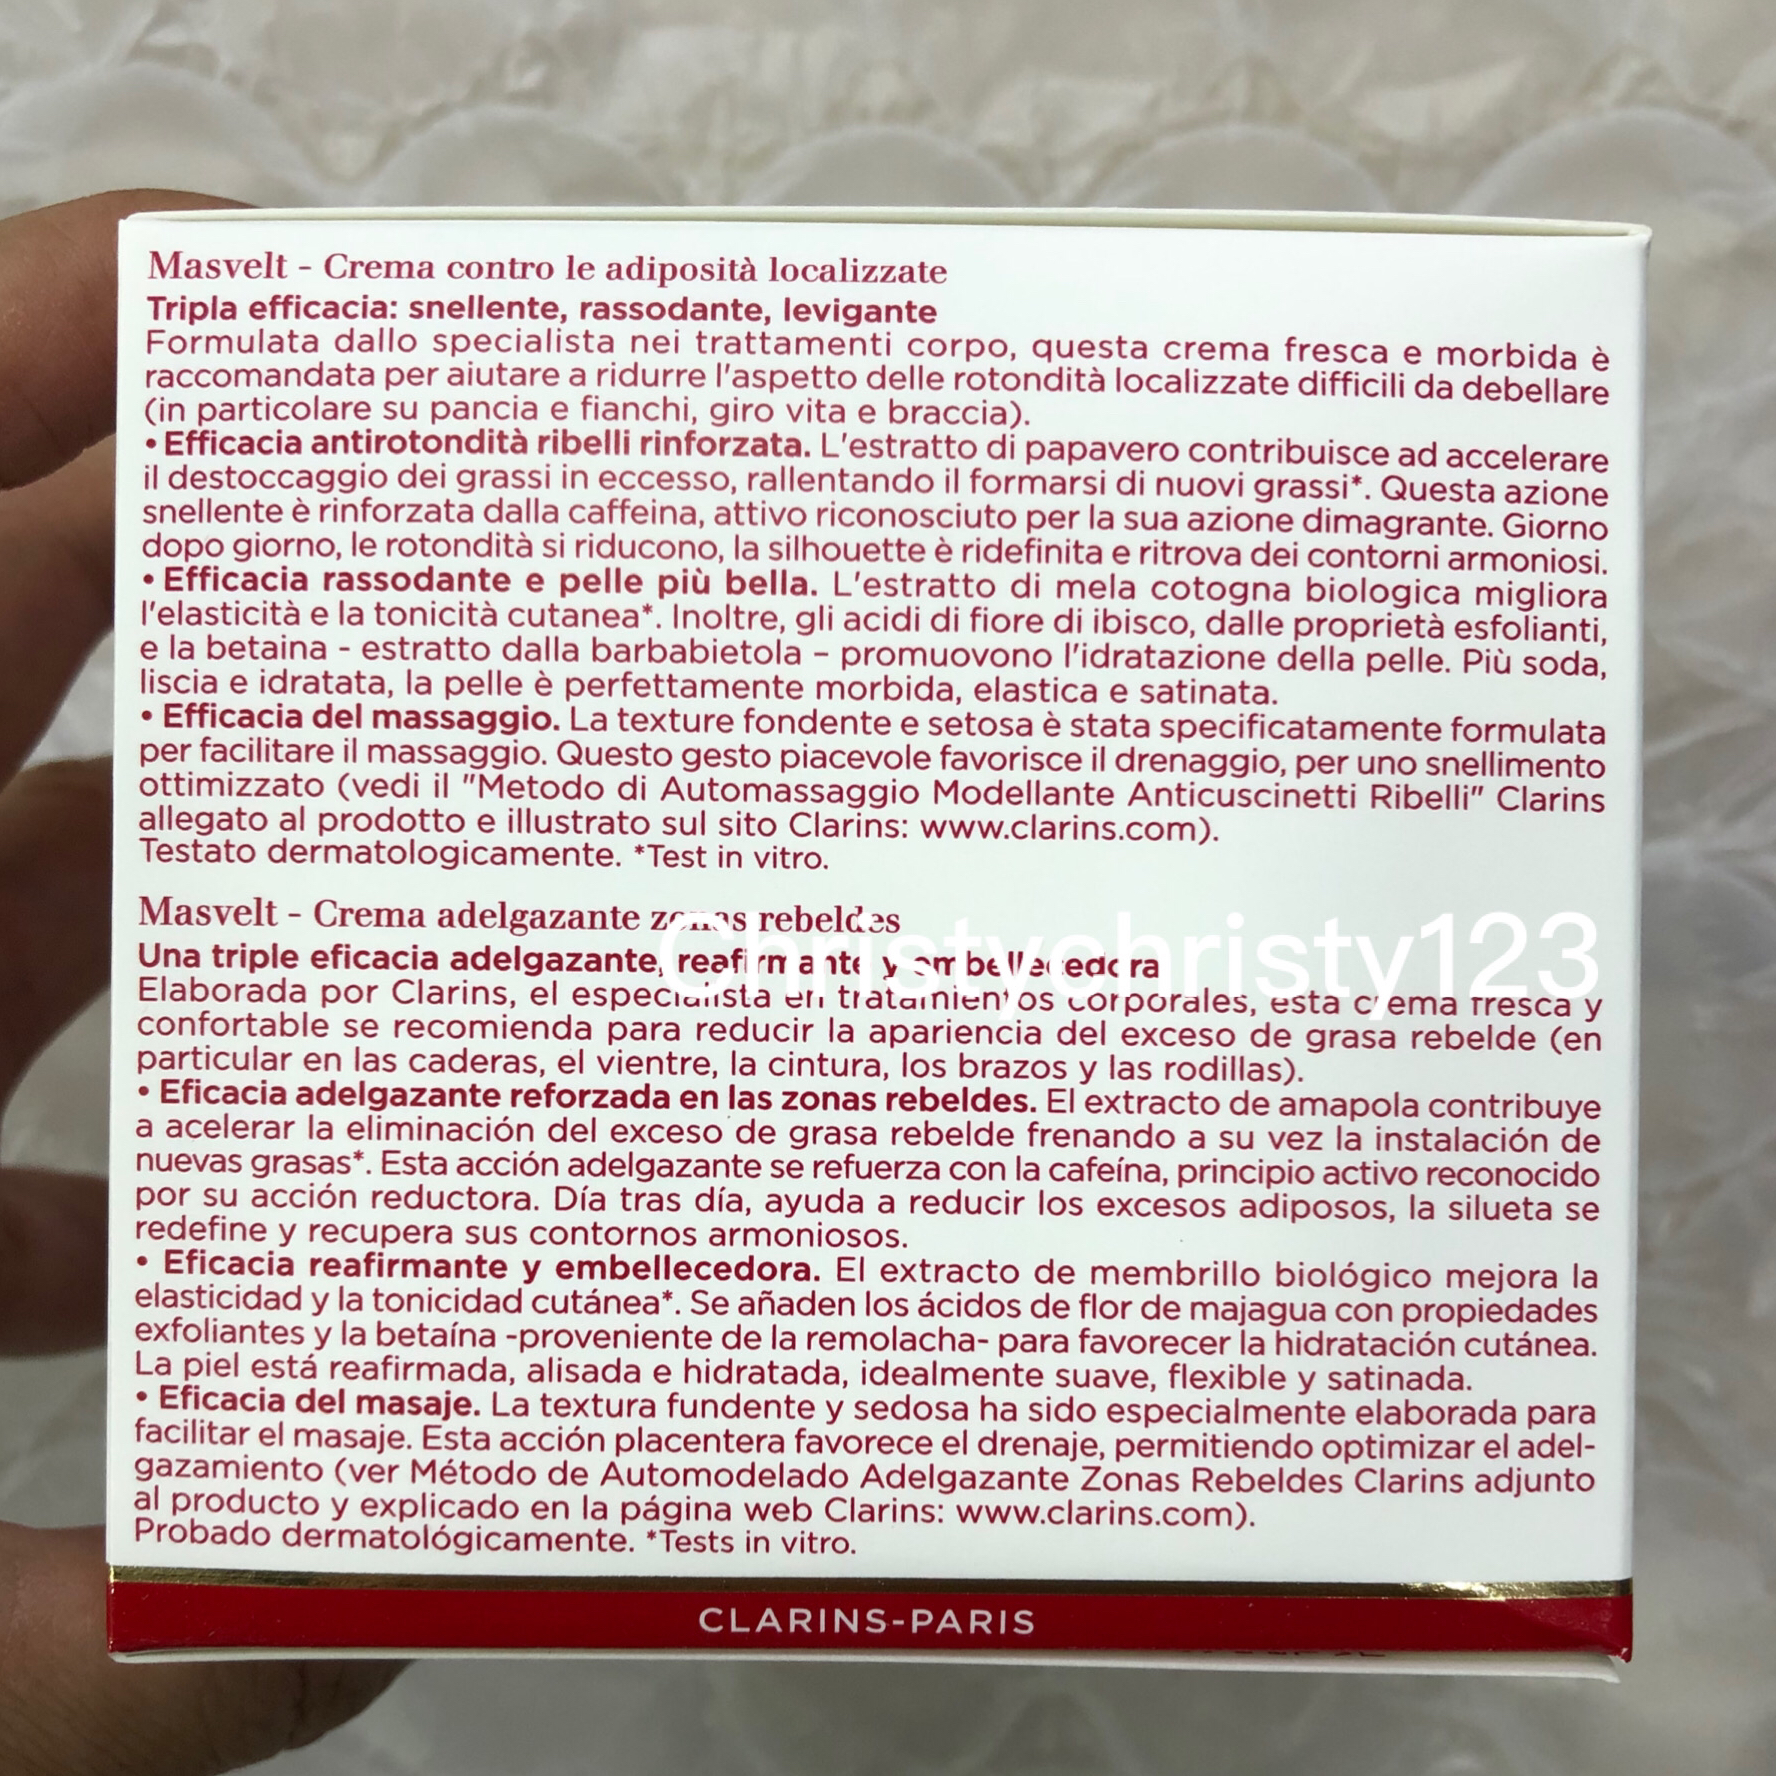 Masvelt - Crema contro le adiposità localizzate
Tripla efficacia: snellente, rassodante, levigante
Formulata dallo specialista nei trattamenti corpo, questa crema fresca e morbida è
raccomandata per aiutare a ridurre l'aspetto delle rotondità localizzate difficili da debellare
(in particolare su pancia e fianchi, giro vita e braccia).
• Efficacia antirotondità ribelli rinforzata. L'estratto di papavero contribuisce ad accelerare
il destoccaggio dei grassi in eccesso, rallentando il formarsi di nuovi grassi*. Questa azione
snellente è rinforzata dalla caffeina, attivo riconosciuto per la sua azione dimagrante. Giorno
dopo giorno, le rotondità si riducono, la silhouette è ridefinita e ritrova dei contorni armoniosi.
• Efficacia rassodante e pelle più bella. L'estratto di mela cotogna biologica migliora
l'elasticità e la tonicità cutanea*. Inoltre, gli acidi di fiore di ibisco, dalle proprietà esfolianti,
e la betaina - estratto dalla barbabietola – promuovono l'idratazione della pelle. Più soda,
liscia e idratata, la pelle è perfettamente morbida, elastica e satinata.
• Efficacia del massaggio. La texture fondente e setosa è stata specificatamente formulata
per facilitare il massaggio. Questo gesto piacevole favorisce il drenaggio, per uno snellimento
ottimizzato (vedi il "Metodo di Automassaggio Modellante Anticuscinetti Ribelli" Clarins
allegato al prodotto e illustrato sul sito Clarins: www.clarins.com).
Testato dermatologicamente. *Test in vitro.
Masvelt - Crema adelgazante zonas rebeldes
Christychristy123
Una triple eficacia adelgazante, reafirmante y embellecedora
Elaborada por Clarins, el especialista en tratamientos corporales, esta crema fresca y
confortable se recomienda para reducir la apariencia del exceso de grasa rebelde (en
particular en las caderas, el vientre, la cintura, los brazos y las rodillas).
• Eficacia adelgazante reforzada en las zonas rebeldes. El extracto de amapola contribuye
a acelerar la eliminación del exceso de grasa rebelde frenando a su vez la instalación de
nuevas grasas*. Esta acción adelgazante se refuerza con la cafeína, principio activo reconocido
por su acción reductora. Día tras día, ayuda a reducir los excesos adiposos, la silueta se
redefine y recupera sus contornos armoniosos.
• Eficacia reafirmante y embellecedora. El extracto de membrillo biológico mejora la
elasticidad y la tonicidad cutánea*. Se añaden los ácidos de flor de majagua con propiedades
exfoliantes y la betaína -proveniente de la remolacha- para favorecer la hidratación cutánea.
La piel está reafirmada, alisada e hidratada, idealmente suave, flexible y satinada.
• Eficacia del masaje. La textura fundente y sedosa ha sido especialmente elaborada para
facilitar el masaje. Esta acción placentera favorece el drenaje, permitiendo optimizar el adel-
gazamiento (ver Método de Automodelado Adelgazante Zonas Rebeldes Clarins adjunto
al producto y explicado en la página web Clarins: www.clarins.com).
Probado dermatológicamente. *Tests in vitro.
CLARINS-PARIS